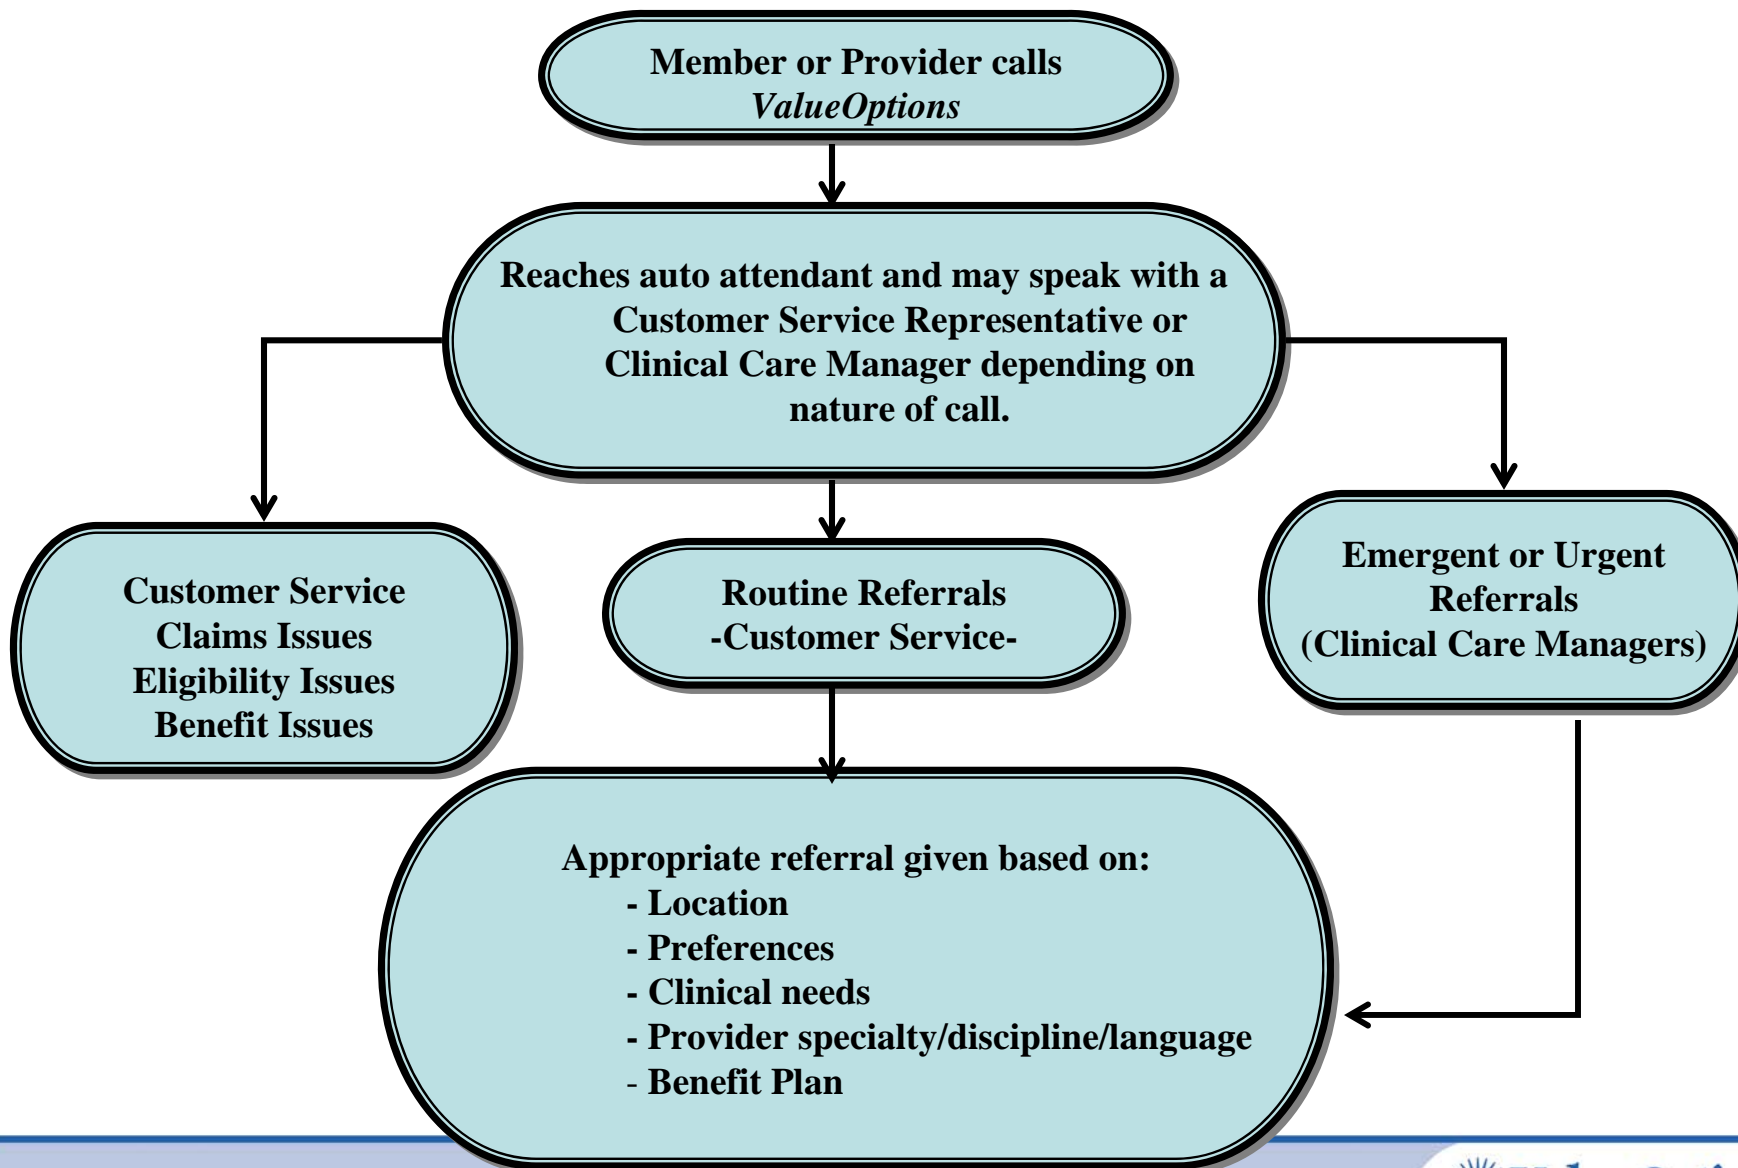 Member or Provider calls
ValueOptions
Reaches auto attendant and may speak with a
Customer Service Representative or
Clinical Care Manager depending on
nature of call.
Customer Service
Claims Issues
Eligibility Issues
Benefit Issues
Routine Referrals
-Customer Service-
Emergent or Urgent
Referrals
(Clinical Care Managers)
Appropriate referral given based on:
- Location
- Preferences
- Clinical needs
- Provider specialty/discipline/language
- Benefit Plan